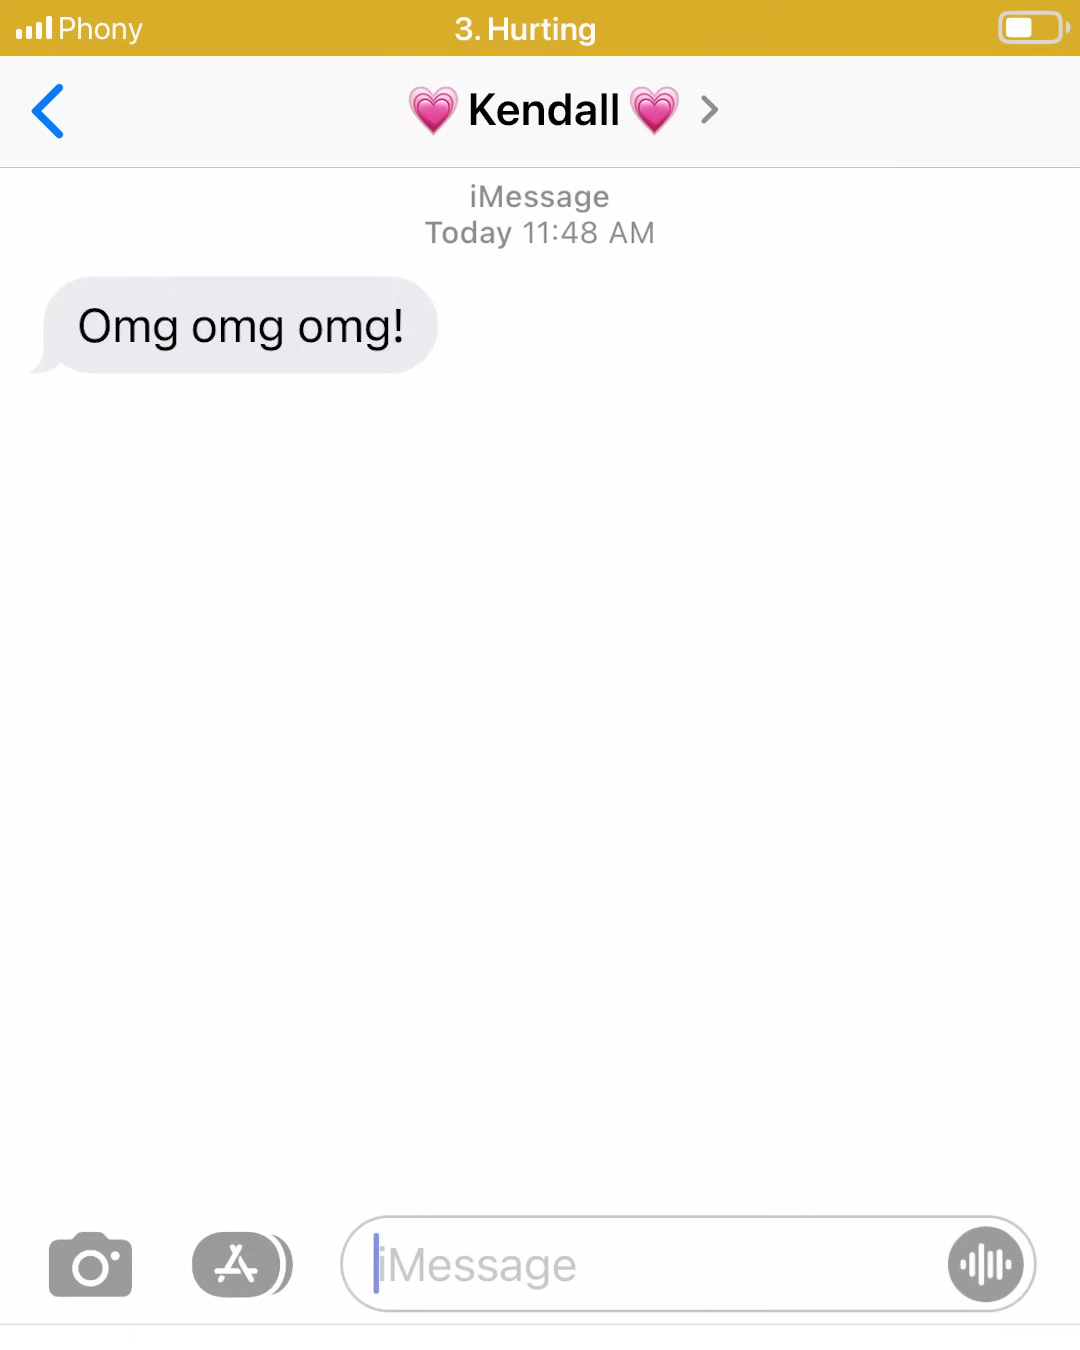 Phony
3. Hurting
💗 Kendall 💗
iMessage
Today 11:48 AM
Omg omg omg!
iMessage